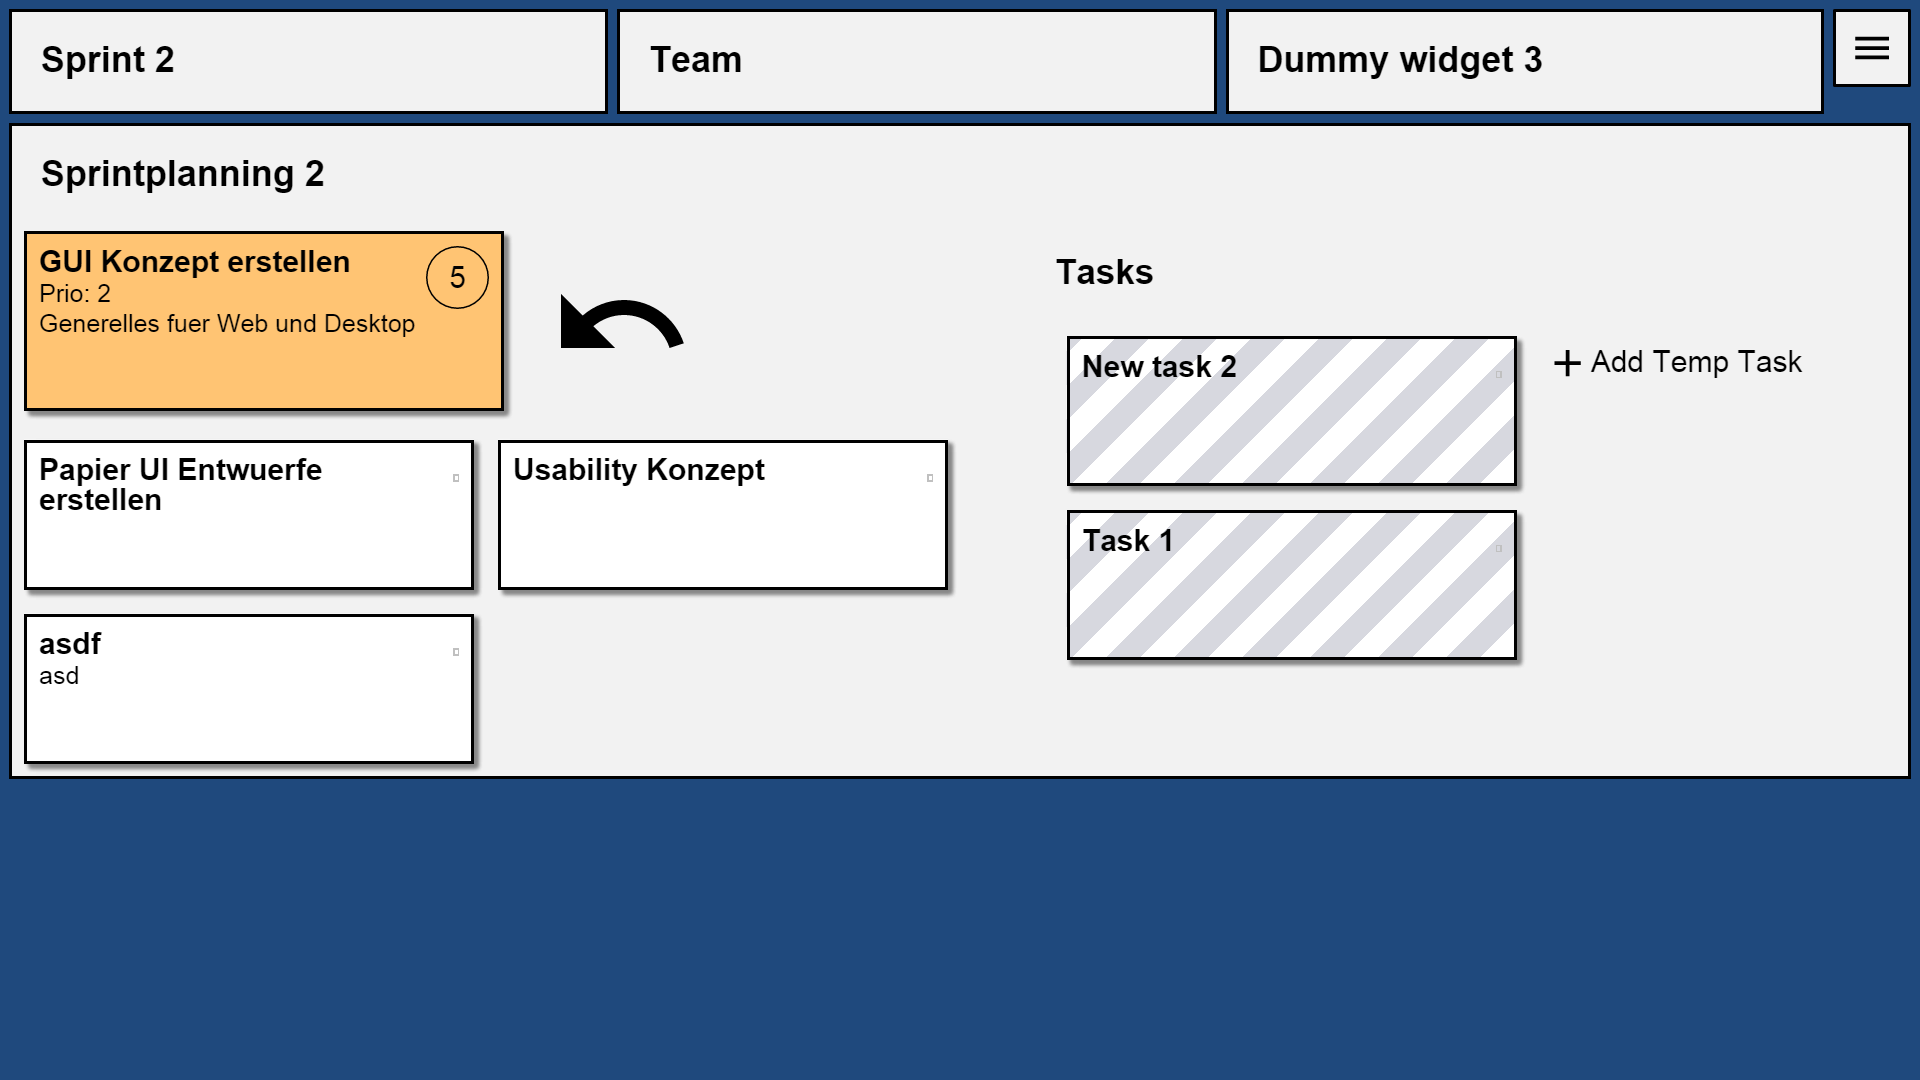 Sprint 2
Team
Dummy widget 3
Sprintplanning 2
GUI Konzept erstellen
5
Prio: 2
Generelles fuer Web und Desktop
Papier UI Entwuerfe
erstellen
Usability Konzept
asdf
asd
Tasks
New task 2
Add Temp Task
Task 1